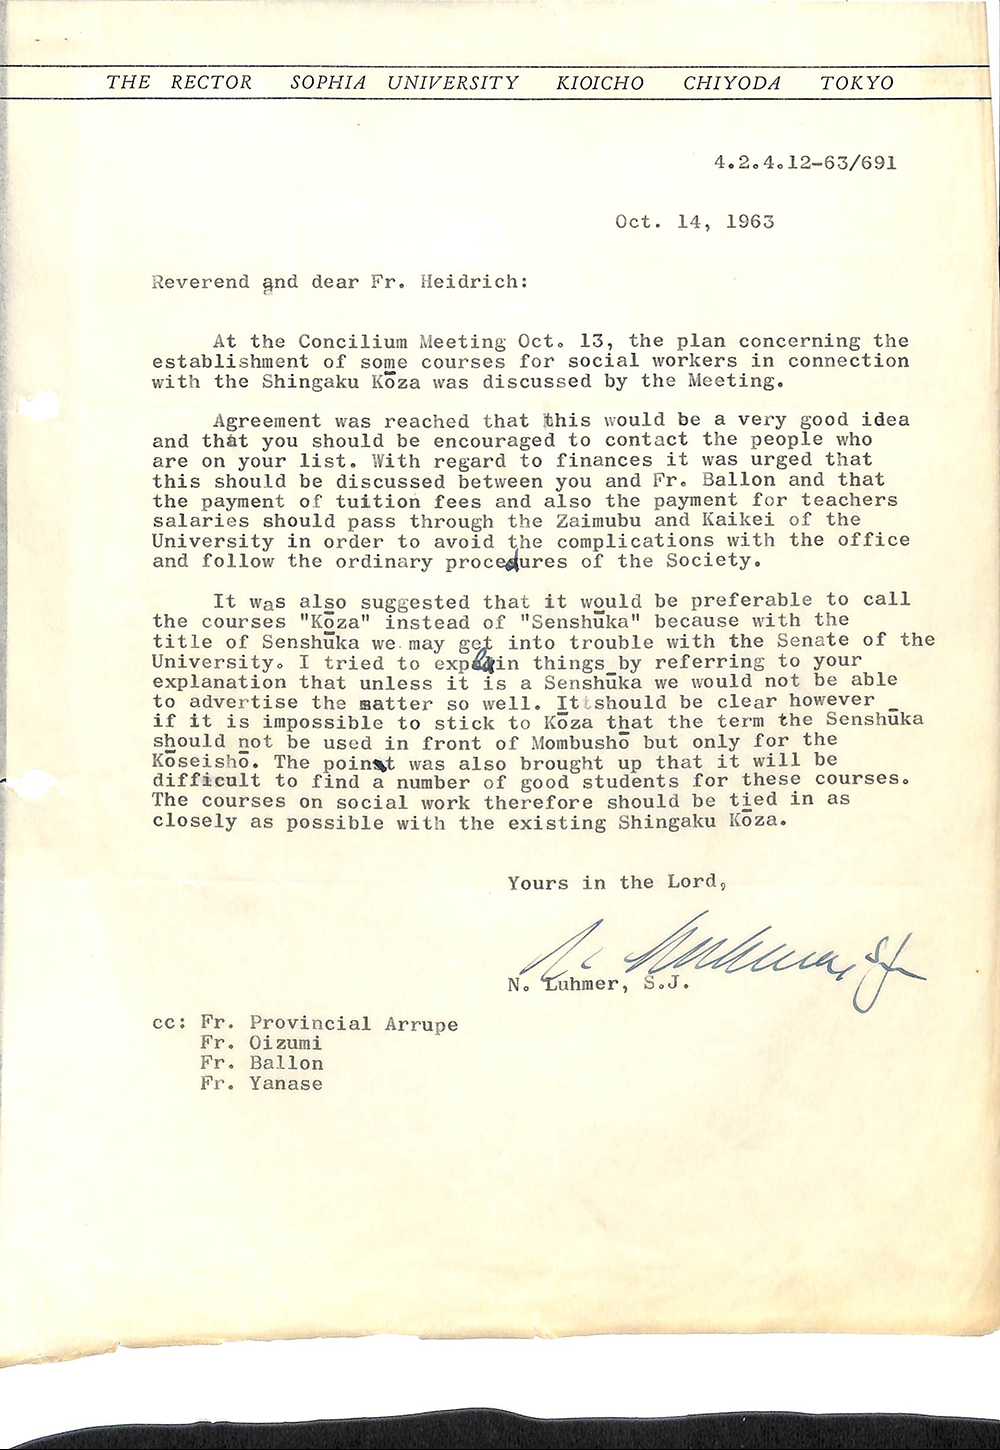 THE RECTOR SOPHIA UNIVERSITY KIOICHO CHIYODA TOKYO
4.2.4.12-63/691
Oct. 14, 1963
Reverend and dear Fr. Heidrich:
At the Concilium Meeting Oct. 13, the plan concerning the
establishment of some courses for social workers in connection
with the Shingaku Kōza was discussed by the Meeting.
Agreement was reached that this would be a very good idea
and that you should be encouraged to contact the people who
are on your list. With regard to finances it was urged that
this should be discussed between you and Fr. Ballon and that
the payment of tuition fees and also the payment for teachers
salaries should pass through the Zaimubu and Kaikei of the
University in order to avoid the complications with the office
and follow the ordinary procedures of the Society.
It was also suggested that it would be preferable to call
the courses "Kōza" instead of "Senshūka" because with the
title of Senshūka we may get into trouble with the Senate of the
University. I tried to explain things by referring to your
explanation that unless it is a Senshūka we would not be able
to advertise the matter so well. It should be clear however
if it is impossible to stick to Kōza that the term the Senshūka
should not be used in front of Mombushō but only for the
Kōseishō. The point was also brought up that it will be
difficult to find a number of good students for these courses.
The courses on social work therefore should be tied in as
closely as possible with the existing Shingaku Kōza.
Yours in the Lord,
N. Luhmer, SJ
N. Luhmer, S.J.
cc: Fr. Provincial Arrupe
Fr. Oizumi
Fr. Ballon
Fr. Yanase